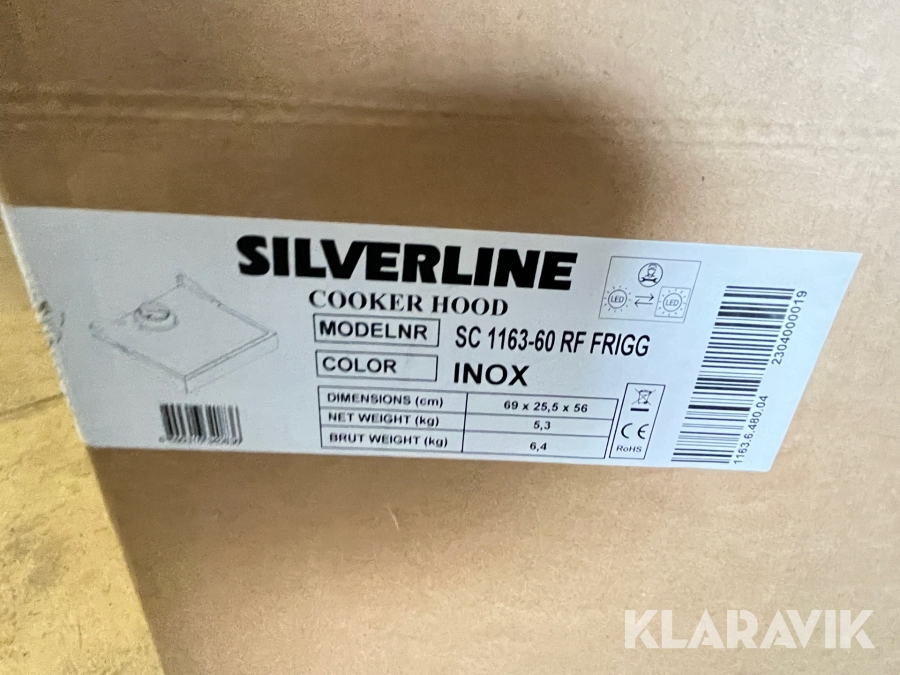 SILVERLINE
COOKER HOOD
MODELNR SC 1163-60 RF FRIGG
COLOR INOX
DIMENSIONS (cm) 69 x 25,5 x 56
NET WEIGHT (kg) 5,3
BRUT WEIGHT (kg) 6,4
LED LED
CE
RoHS
2304000019
1163.6.480.04
KLARAVIK